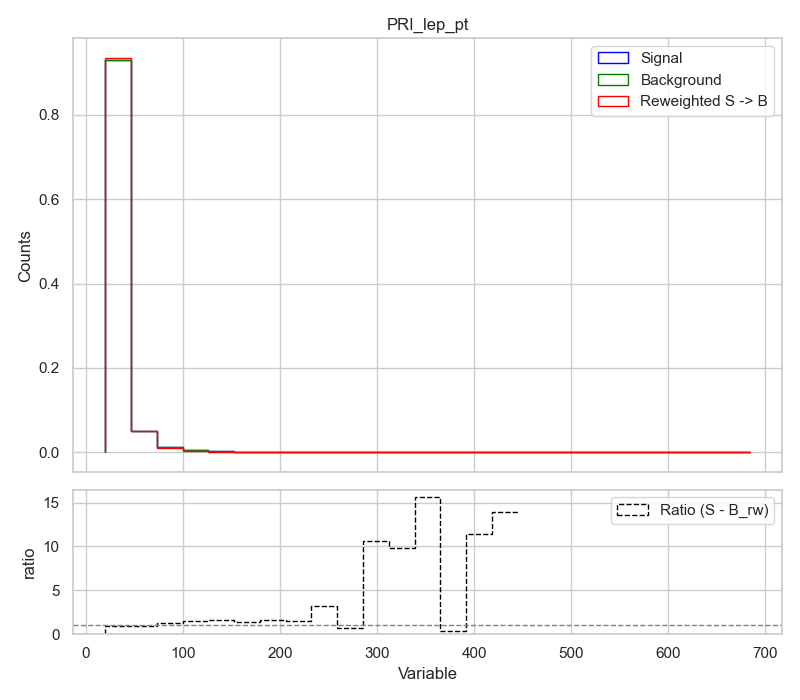 PRI_lep_pt
Signal
Background
Reweighted S -> B
Counts
0.8
0.6
0.4
0.2
0.0
Ratio (S - B_rw)
ratio
15
10
5
0
0 100 200 300 400 500 600 700
Variable